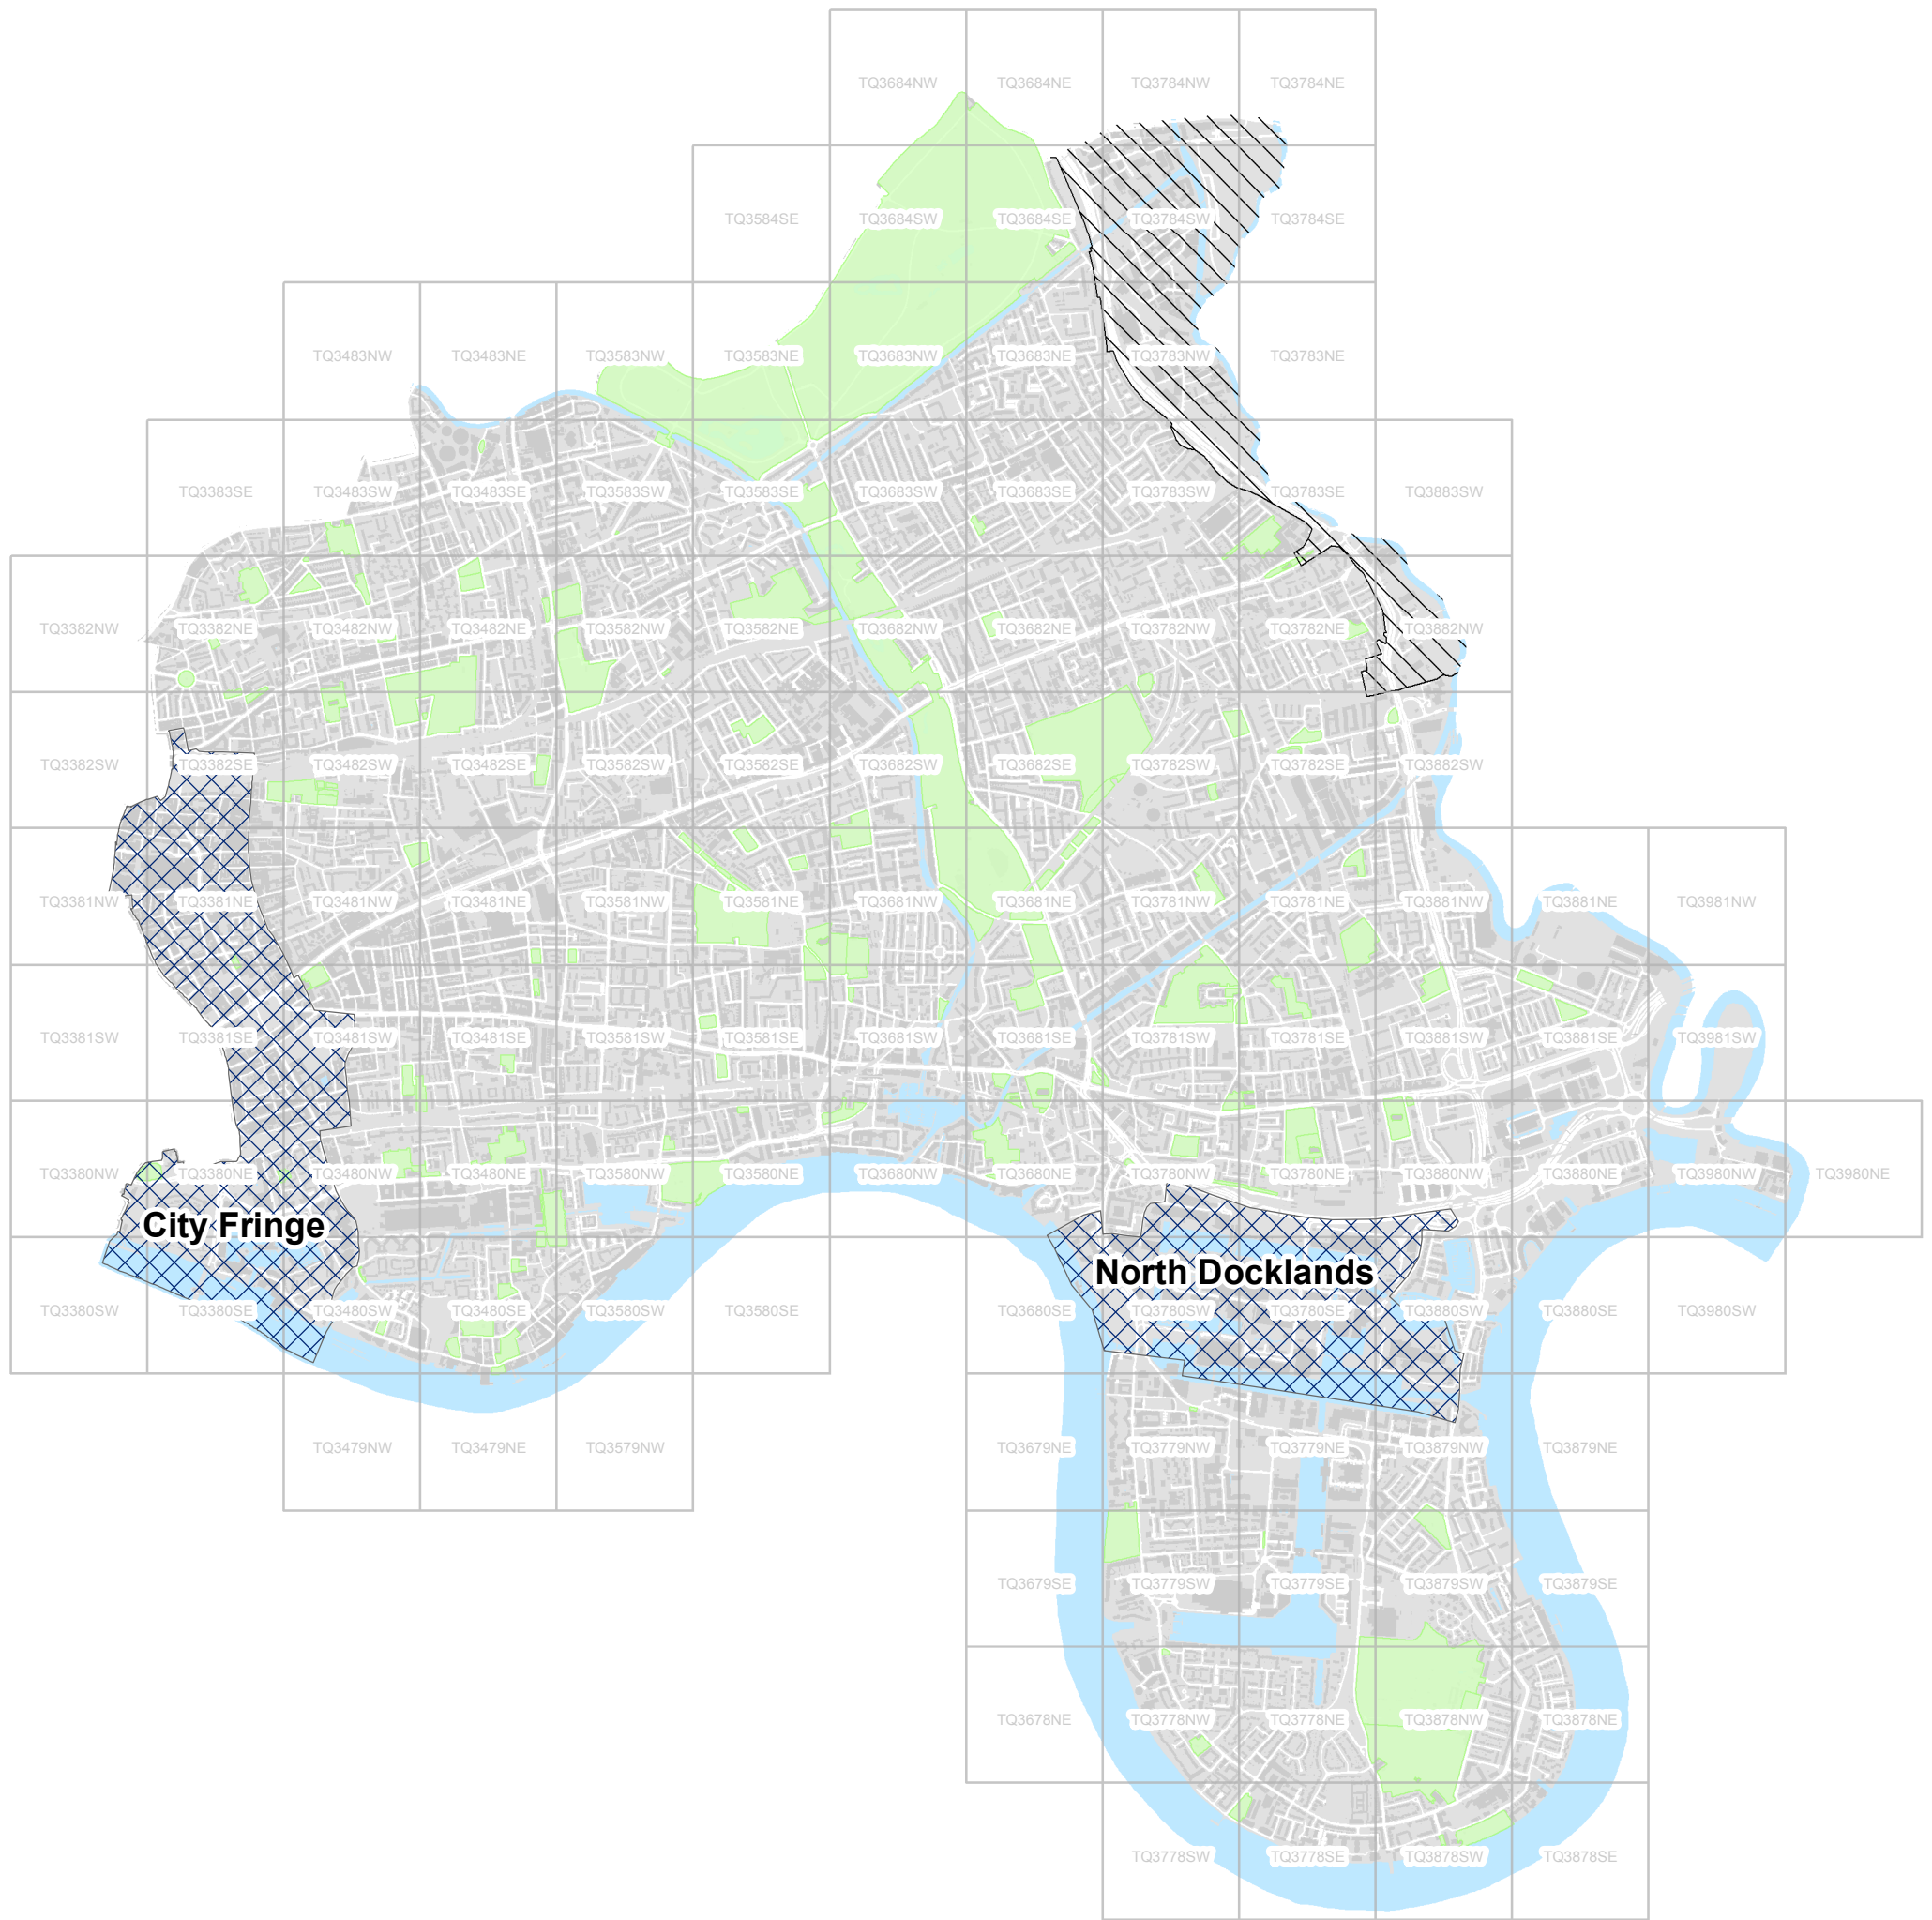 TQ3684NW TQ3684NE TQ3784NW TQ3784NE
TQ3584SE TQ3684SW TQ3684SE TQ3784SW TQ3784SE
TQ3483NW TQ3483NE TQ3583NW TQ3583NE TQ3683NW TQ3683NE TQ3783NW TQ3783NE
TQ3383SE TQ3483SW TQ3483SE TQ3583SW TQ3583SE TQ3683SW TQ3683SE TQ3783SW TQ3783SE TQ3883SW
TQ3382NW TQ3382NE TQ3482NW TQ3482NE TQ3582NW TQ3582NE TQ3682NW TQ3682NE TQ3782NW TQ3782NE TQ3882NW
TQ3382SW TQ3382SE TQ3482SW TQ3482SE TQ3582SW TQ3582SE TQ3682SW TQ3682SE TQ3782SW TQ3782SE TQ3882SW
TQ3381NW TQ3381NE TQ3481NW TQ3481NE TQ3581NW TQ3581NE TQ3681NW TQ3681NE TQ3781NW TQ3781NE TQ3881NW TQ3881NE TQ3981NW
TQ3381SW TQ3381SE TQ3481SW TQ3481SE TQ3581SW TQ3581SE TQ3681SW TQ3681SE TQ3781SW TQ3781SE TQ3881SW TQ3881SE TQ3981SW
TQ3380NW TQ3380NE TQ3480NW TQ3480NE TQ3580NW TQ3580NE TQ3680NW TQ3680NE TQ3780NW TQ3780NE TQ3880NW TQ3880NE TQ3980NW TQ3980NE
City Fringe
North Docklands
TQ3380SW TQ3380SE TQ3480SW TQ3480SE TQ3580SW TQ3580SE TQ3680SE TQ3780SW TQ3780SE TQ3880SW TQ3880SE TQ3980SW
TQ3479NW TQ3479NE TQ3579NW TQ3679NE TQ3779NW TQ3779NE TQ3879NW TQ3879NE
TQ3679SE TQ3779SW TQ3779SE TQ3879SW TQ3879SE
TQ3678NE TQ3778NW TQ3778NE TQ3878NW TQ3878NE
TQ3778SW TQ3778SE TQ3878SW TQ3878SE